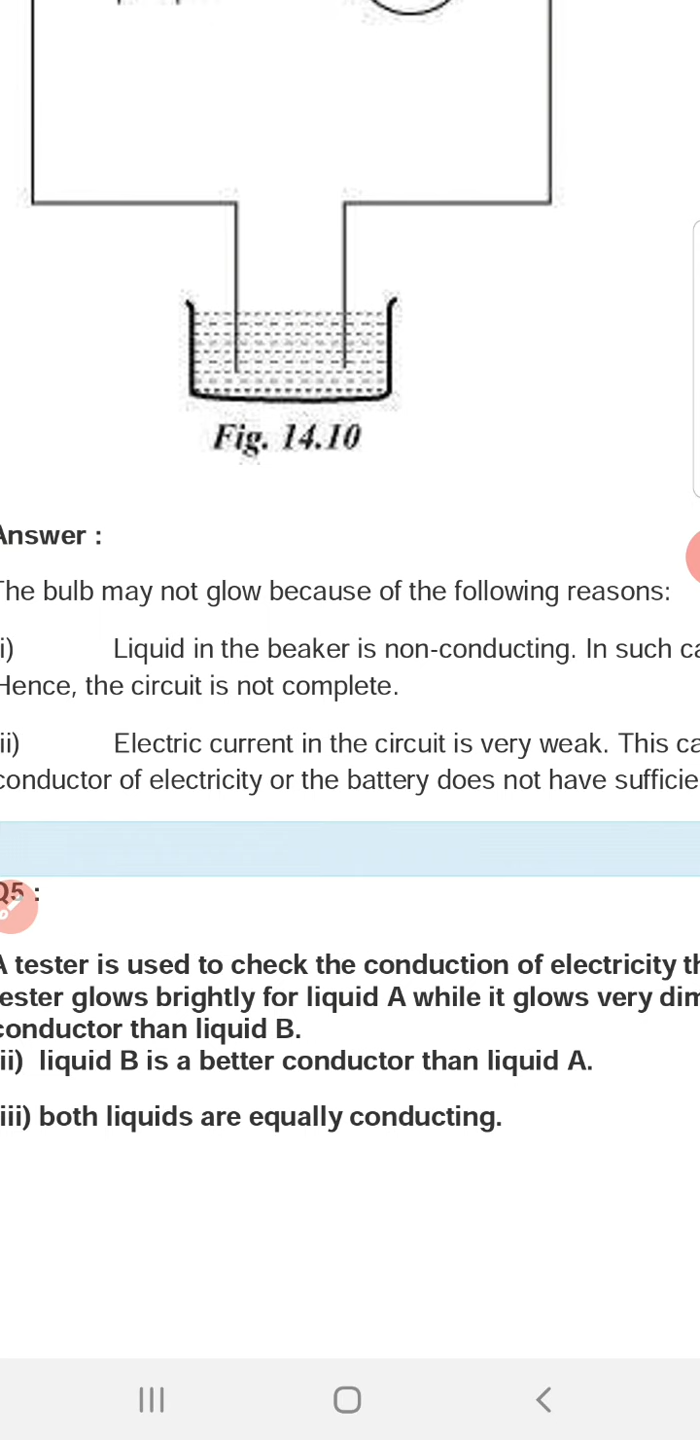 Fig. 14.10
Answer :
The bulb may not glow because of the following reasons:
i) Liquid in the beaker is non-conducting. In such ca
Hence, the circuit is not complete.
ii) Electric current in the circuit is very weak. This ca
conductor of electricity or the battery does not have sufficie
Q5 :
A tester is used to check the conduction of electricity th
tester glows brightly for liquid A while it glows very dim
conductor than liquid B.
ii) liquid B is a better conductor than liquid A.
iii) both liquids are equally conducting.